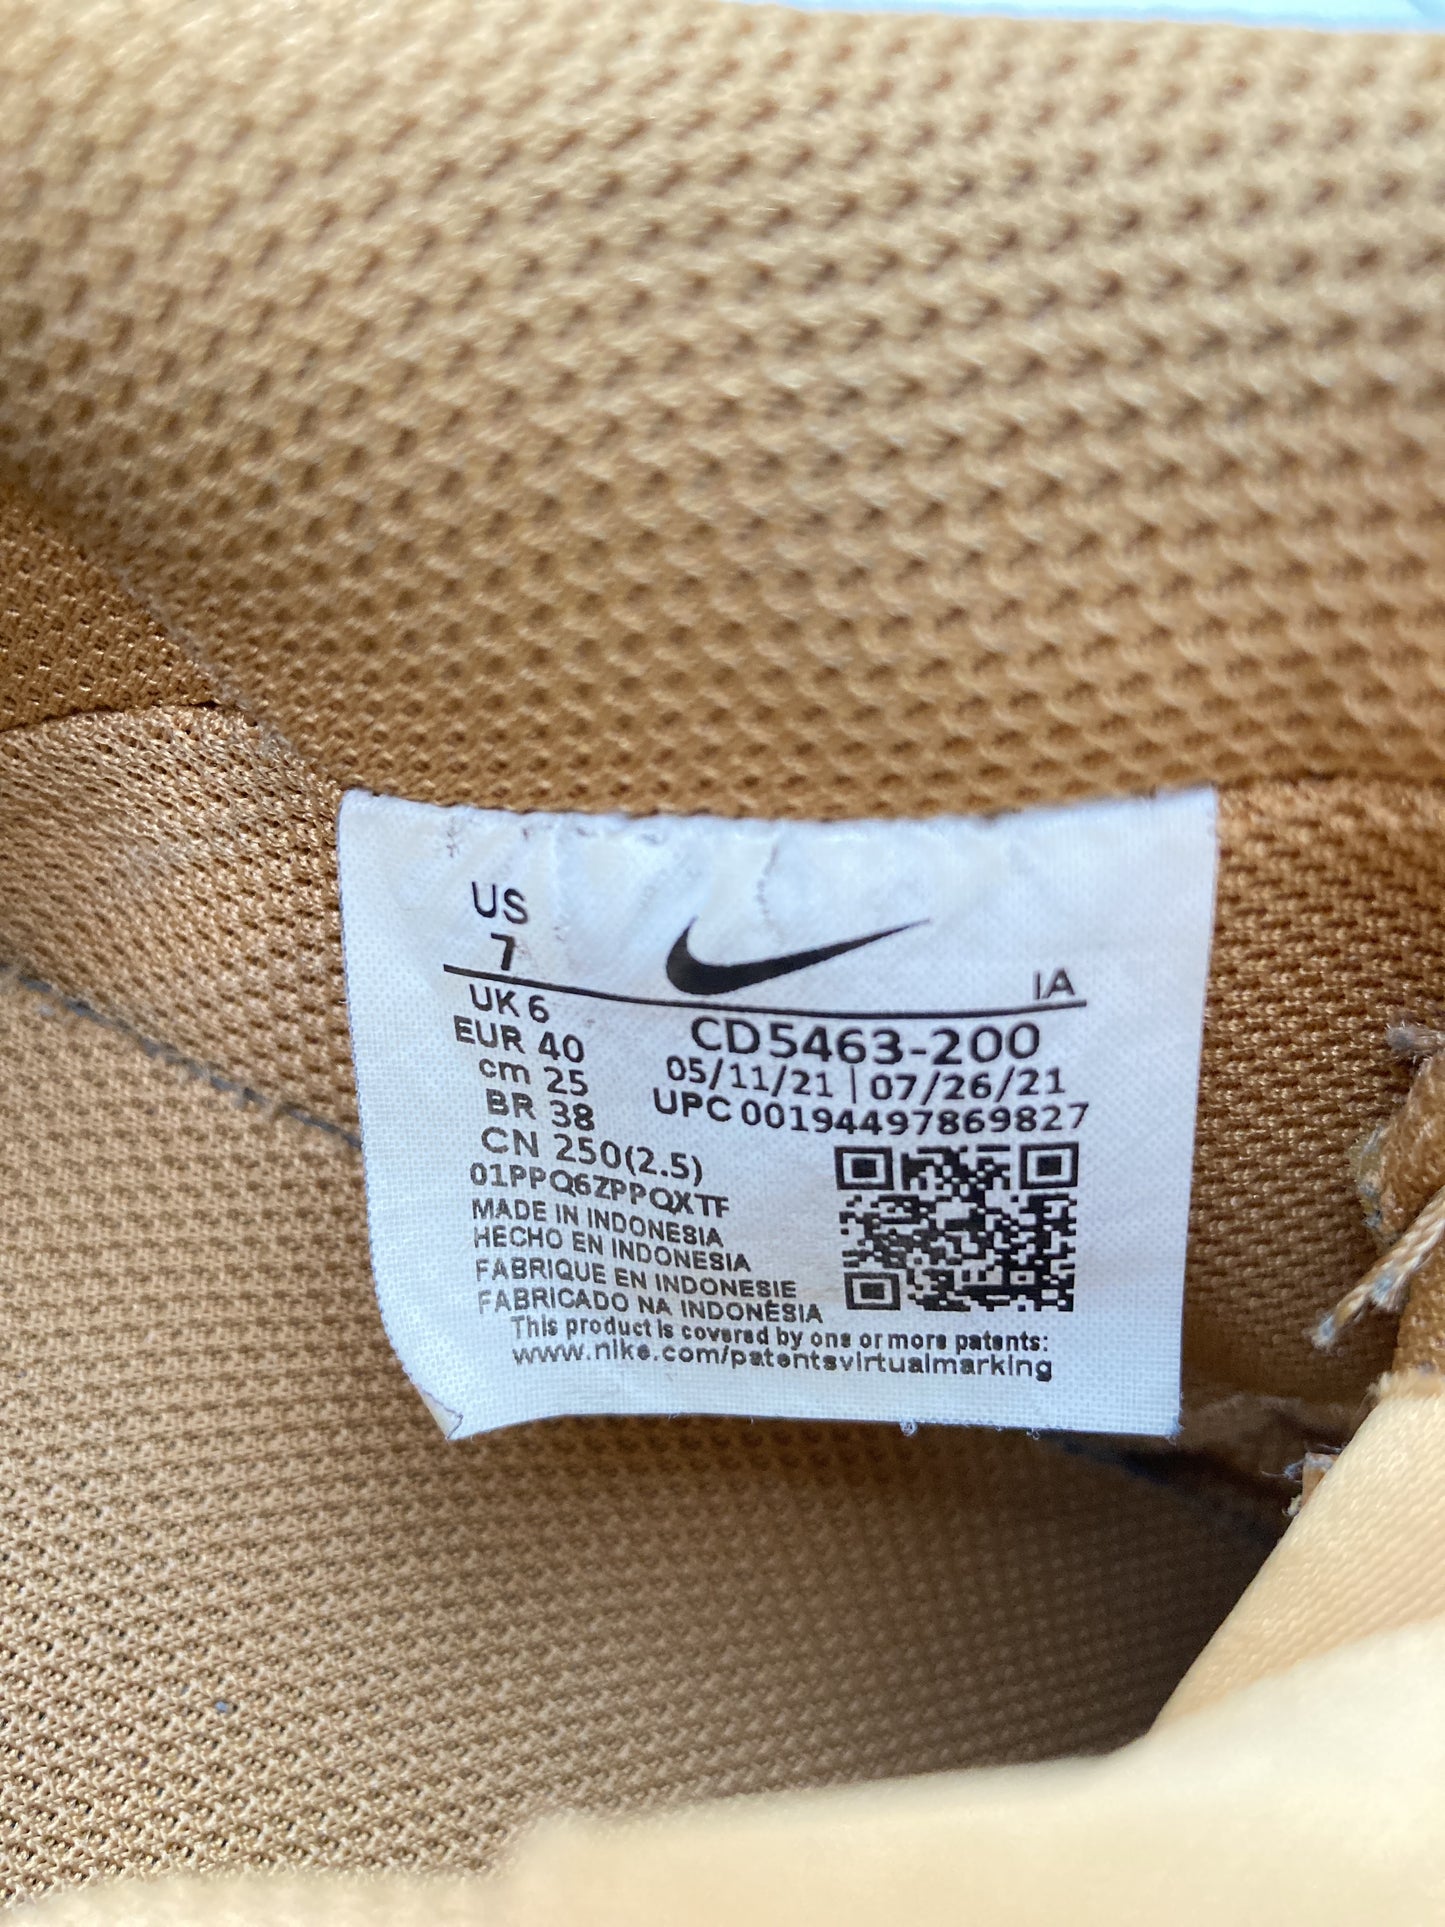 US
7
IA
UK 6
EUR 40
cm 25
BR 38
CN 250(2.5)
CD5463-200
05/11/21 | 07/26/21
UPC 00194497869827
01PPQ6ZPPQXTF
MADE IN INDONESIA
HECHO EN INDONESIA
FABRIQUE EN INDONESIE
FABRICADO NA INDONÉSIA
This product is covered by one or more patents:
www.nike.com/patentsvirtualmarking